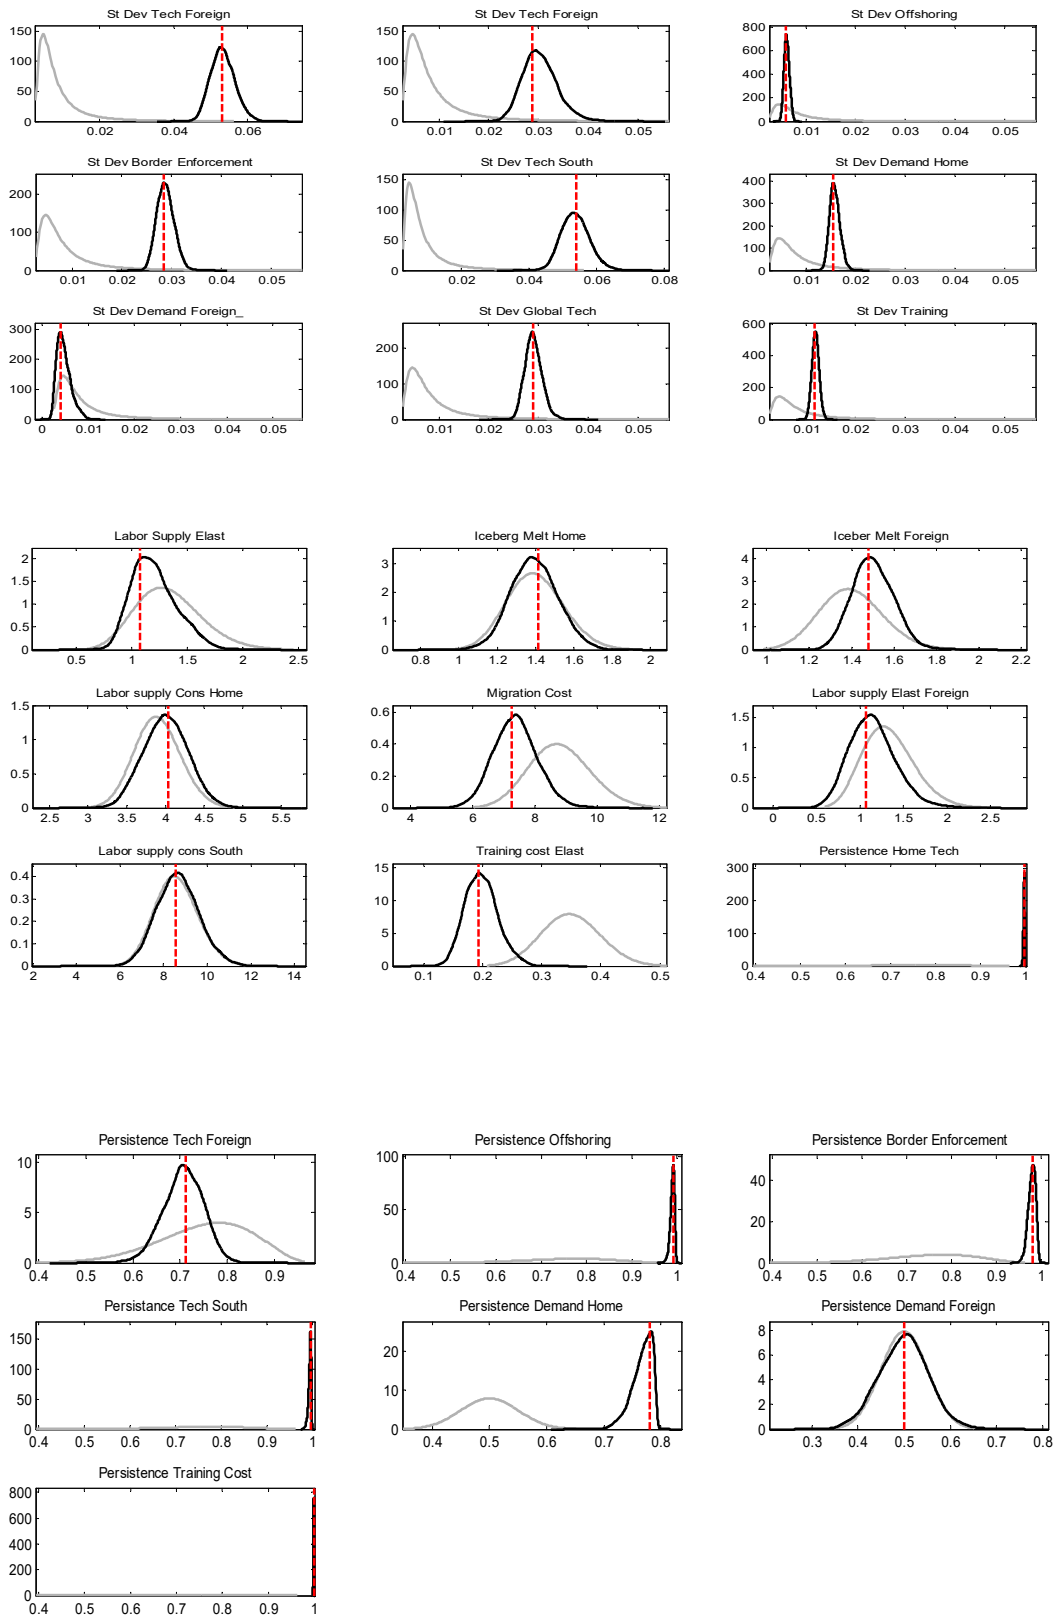 St Dev Tech Foreign St Dev Tech Foreign St Dev Offshoring
150 100 50 0 0.02 0.04 0.06
150 100 50 0 0.01 0.02 0.03 0.04 0.05
800 600 400 200 0 0.01 0.02 0.03 0.04 0.05
St Dev Border Enforcement St Dev Tech South St Dev Demand Home
200 100 0 0.01 0.02 0.03 0.04 0.05
150 100 50 0 0.02 0.04 0.06 0.08
400 300 200 100 0 0.01 0.02 0.03 0.04 0.05
St Dev Demand Foreign_ St Dev Global Tech St Dev Training
300 200 100 0 0 0.01 0.02 0.03 0.04 0.05
200 100 0 0.01 0.02 0.03 0.04 0.05
600 400 200 0 0.01 0.02 0.03 0.04 0.05
Labor Supply Elast Iceberg Melt Home Iceber Melt Foreign
2 1.5 1 0.5 0 0.5 1 1.5 2 2.5
3 2 1 0 0.8 1 1.2 1.4 1.6 1.8 2
4 3 2 1 0 1 1.2 1.4 1.6 1.8 2 2.2
Labor supply Cons Home Migration Cost Labor supply Elast Foreign
1.5 1 0.5 0 2.5 3 3.5 4 4.5 5 5.5
0.6 0.4 0.2 0 4 6 8 10 12
1.5 1 0.5 0 0 0.5 1 1.5 2 2.5
Labor supply cons South Training cost Elast Persistence Home Tech
0.4 0.3 0.2 0.1 0 2 4 6 8 10 12 14
15 10 5 0 0.1 0.2 0.3 0.4 0.5
300 200 100 0 0.4 0.5 0.6 0.7 0.8 0.9 1
Persistence Tech Foreign Persistence Offshoring Persistence Border Enforcement
10 5 0 0.4 0.5 0.6 0.7 0.8 0.9
100 50 0 0.4 0.5 0.6 0.7 0.8 0.9 1
40 20 0 0.4 0.5 0.6 0.7 0.8 0.9 1
Persistance Tech South Persistence Demand Home Persistence Demand Foreign
150 100 50 0 0.4 0.5 0.6 0.7 0.8 0.9 1
20 10 0 0.4 0.5 0.6 0.7 0.8
8 6 4 2 0 0.3 0.4 0.5 0.6 0.7 0.8
Persistence Training Cost
800 600 400 200 0 0.4 0.5 0.6 0.7 0.8 0.9 1